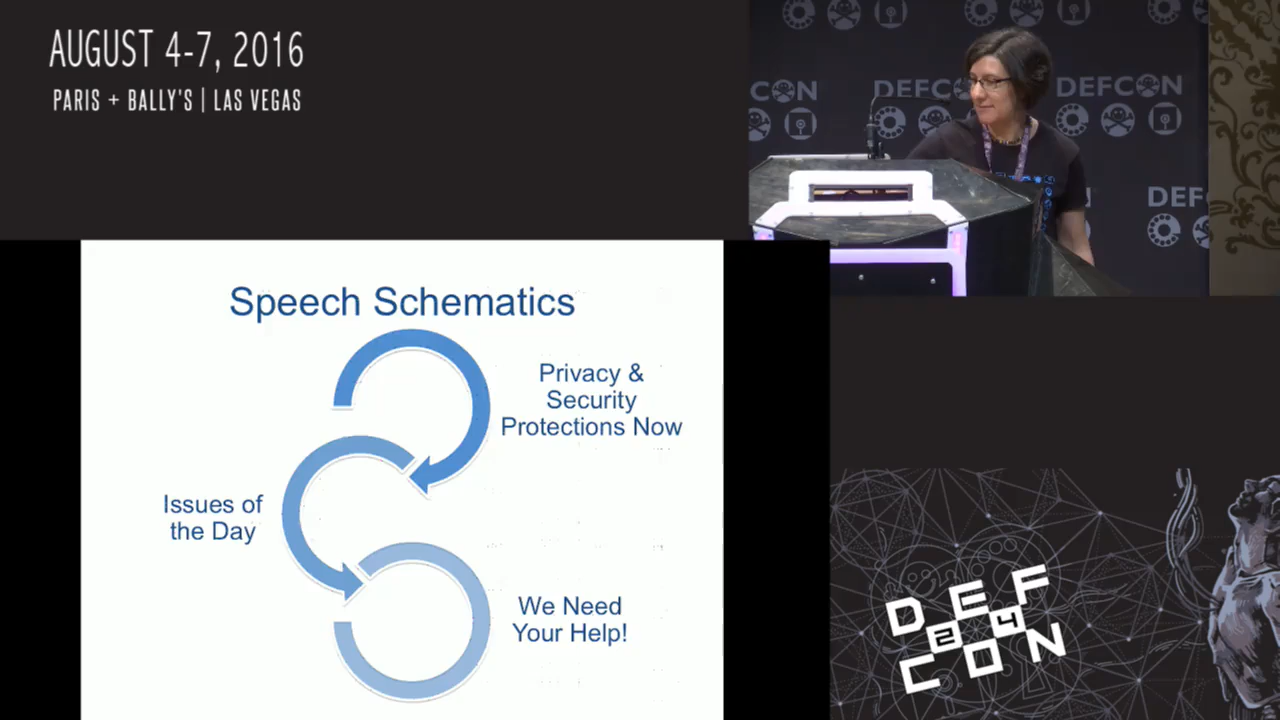 AUGUST 4-7, 2016
PARIS + BALLY'S | LAS VEGAS
DEFCON
DEFCON
Speech Schematics
Privacy &
Security
Protections Now
Issues of
the Day
We Need
Your Help!
DEF
24
CON